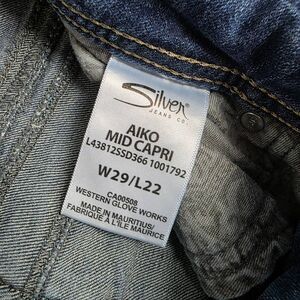 Silver
JEANS CO.
AIKO
MID CAPRI
L43812SSD366 1001792
W29/L22
CA00508
WESTERN GLOVE WORKS
MADE IN MAURITIUS/
FABRIQUÉ À L'ÎLE MAURICE